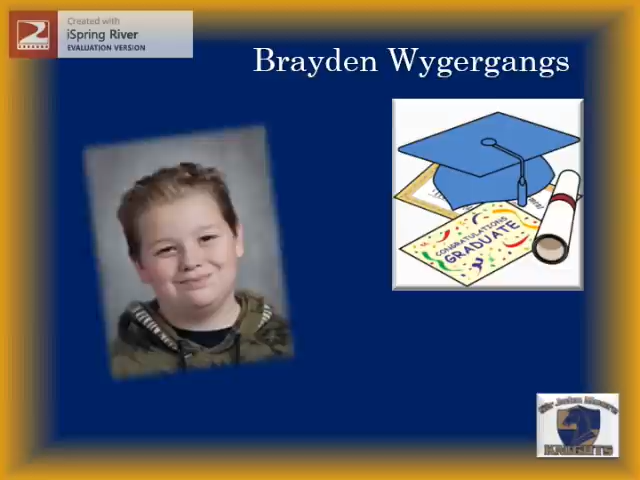 Created with
iSpring River
EVALUATION VERSION
Brayden Wygergangs
CONGRATULATIONS
GRADUATE
KNIGHTS